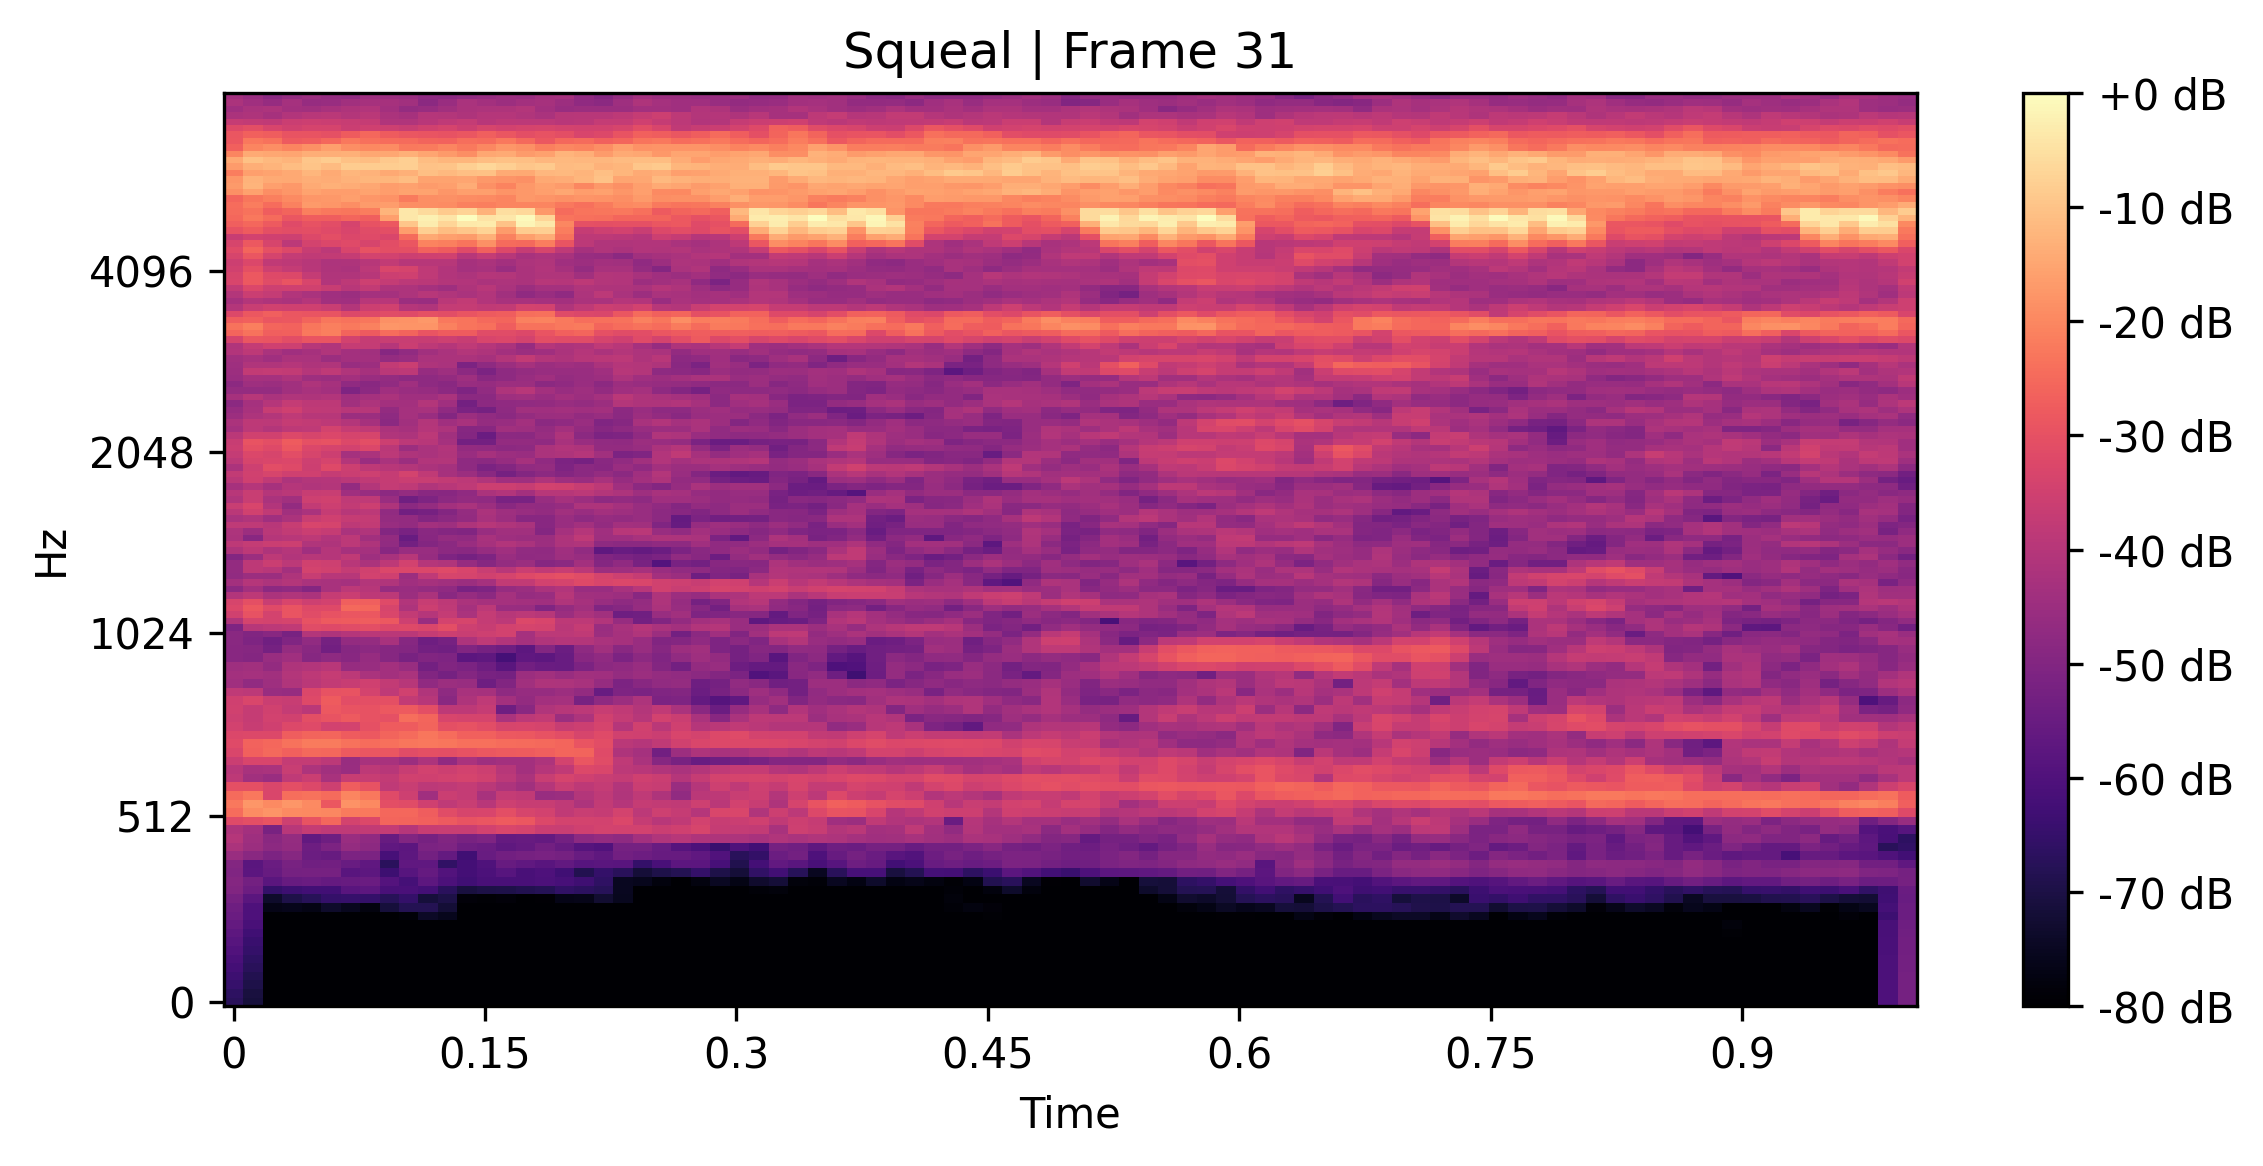 Squeal | Frame 31
+0 dB
-10 dB
-20 dB
-30 dB
-40 dB
-50 dB
-60 dB
-70 dB
-80 dB
Hz
4096
2048
1024
512
0
0 0.15 0.3 0.45 0.6 0.75 0.9
Time